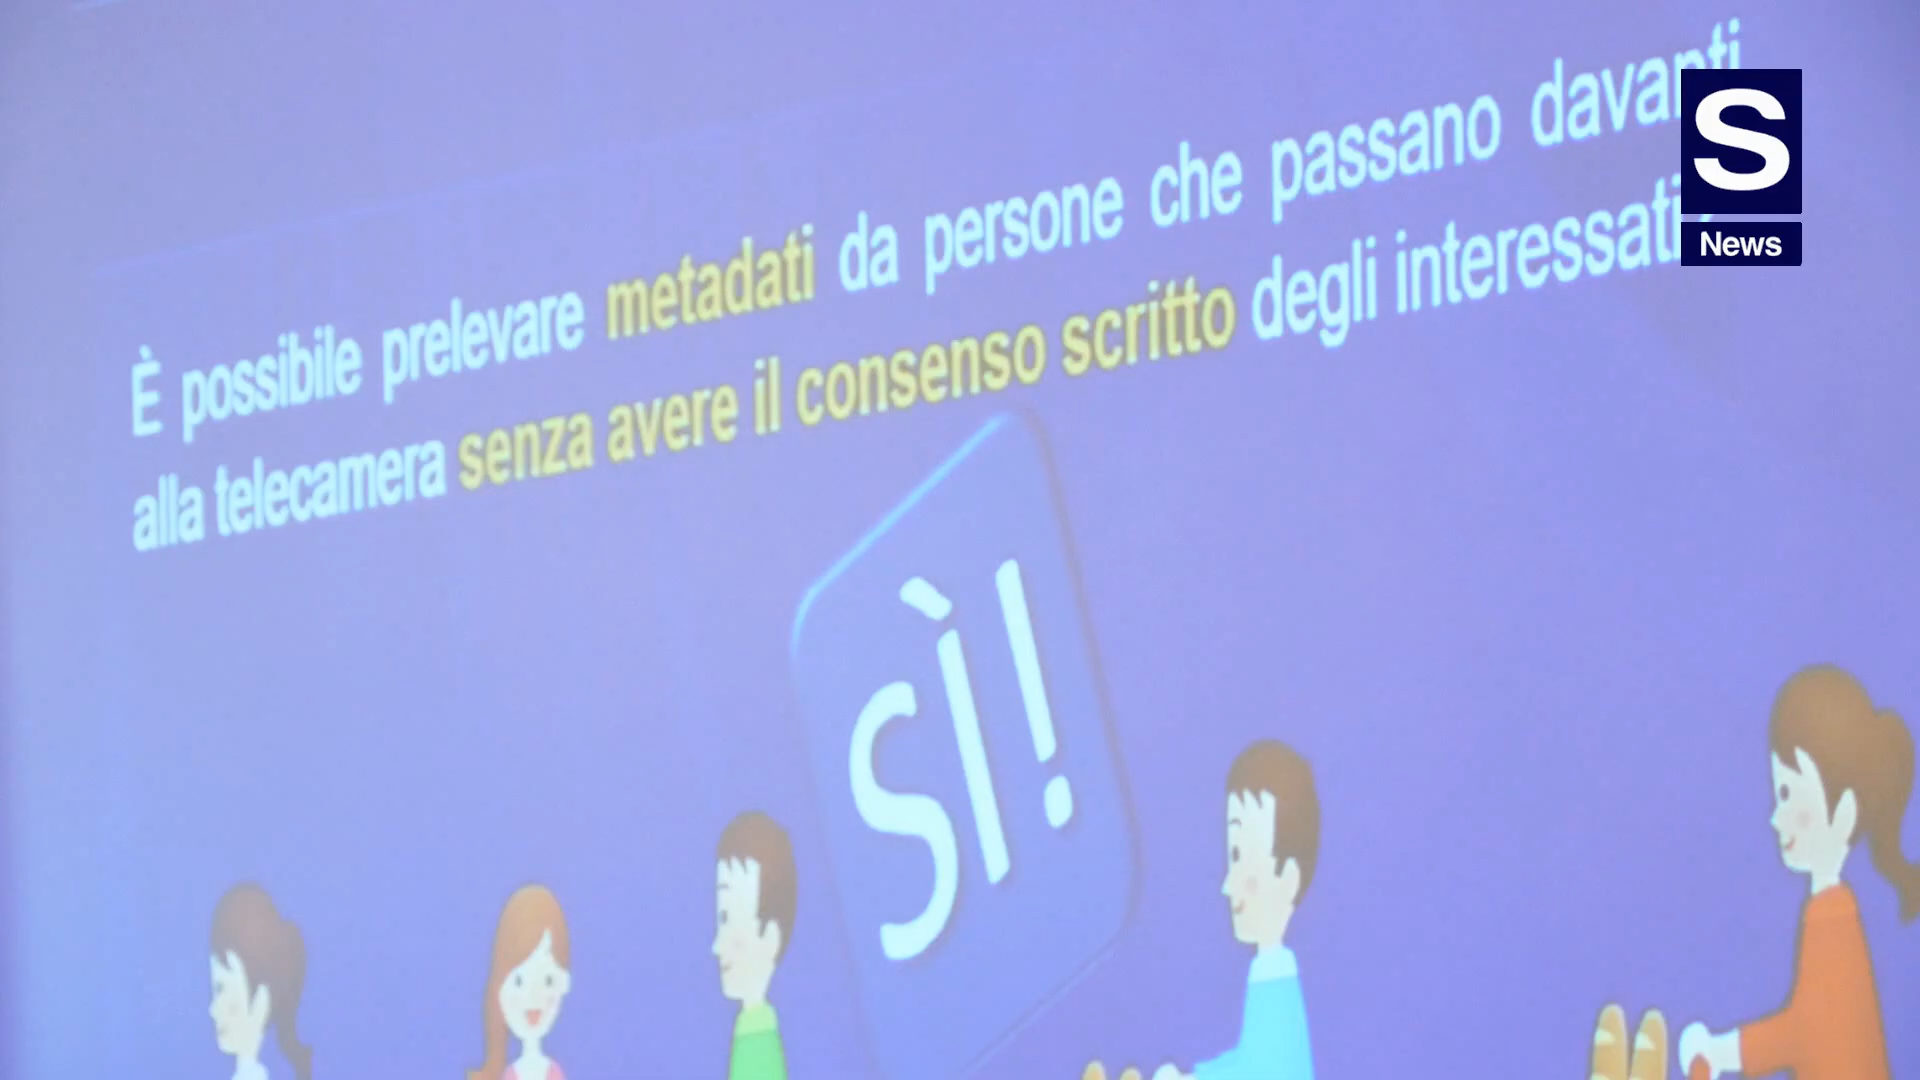 È possibile prelevare metadati da persone che passano davanti
alla telecamera senza avere il consenso scritto degli interessati
SÌ!
S
News